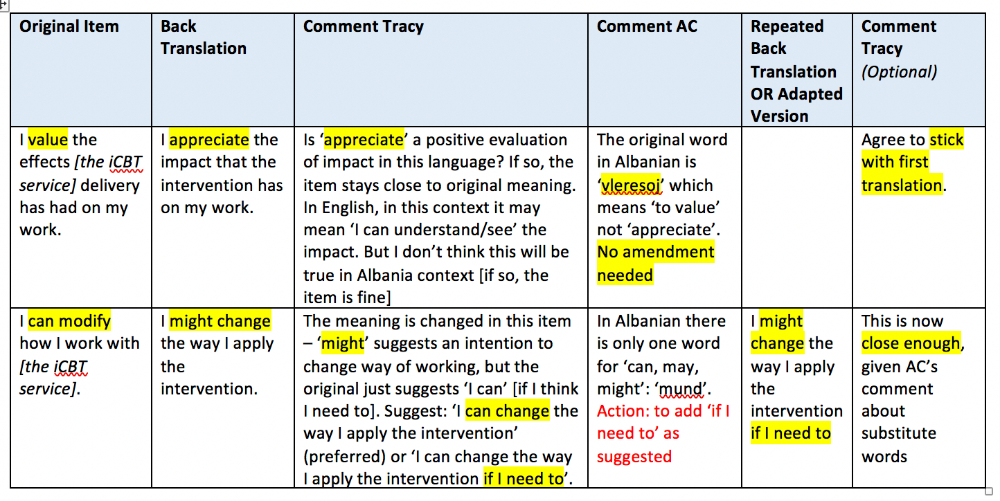 Original Item
Back
Translation
Comment Tracy
Comment AC
Repeated
Back
Translation
OR Adapted
Version
Comment
Tracy
(Optional)
I value the
effects [the iCBT
service] delivery
has had on my
work.
I appreciate the
impact that the
intervention has
on my work.
Is ‘appreciate’ a positive evaluation
of impact in this language? If so, the
item stays close to original meaning.
In English, in this context it may
mean ‘I can understand/see’ the
impact. But I don’t think this will be
true in Albania context [if so, the
item is fine]
The original word
in Albanian is
‘vleresoj’ which
means ‘to value’
not ‘appreciate’.
No amendment
needed
Agree to stick
with first
translation.
I can modify
how I work with
[the iCBT
service].
I might change
the way I apply
the
intervention.
The meaning is changed in this item
– ‘might’ suggests an intention to
change way of working, but the
original just suggests ‘I can’ [if I think
I need to]. Suggest: ‘I can change the
way I apply the intervention’
(preferred) or ‘I can change the way
I apply the intervention if I need to’.
In Albanian there
is only one word
for ‘can, may,
might’: ‘mund’.
Action: to add ‘if I
need to’ as
suggested
I might
change the
way I apply
the
intervention
if I need to
This is now
close enough,
given AC’s
comment
about
substitute
words